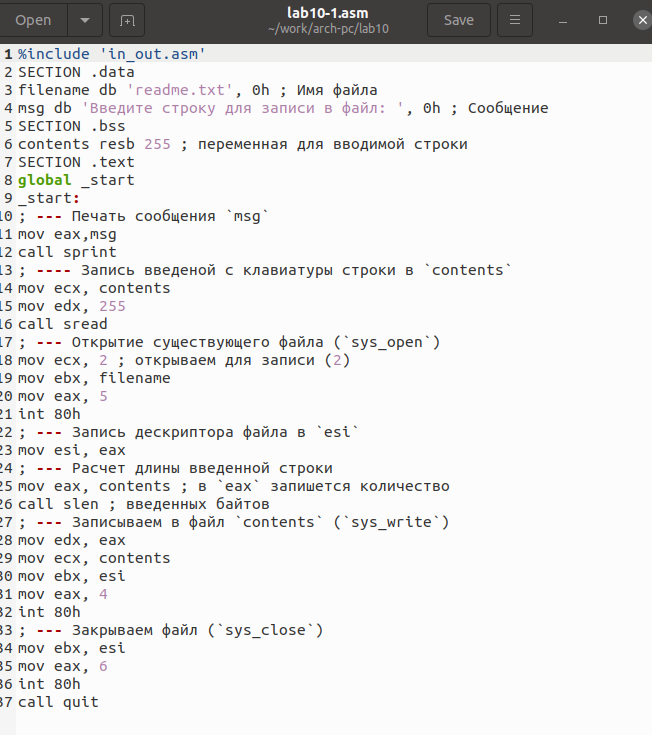 Open
lab10-1.asm
~/work/arch-pc/lab10
Save
1 %include 'in_out.asm'
2 SECTION .data
3 filename db 'readme.txt', 0h ; Имя файла
4 msg db 'Введите строку для записи в файл: ', 0h ; Сообщение
5 SECTION .bss
6 contents resb 255 ; переменная для вводимой строки
7 SECTION .text
8 global _start
9 _start:
10 ; --- Печать сообщения `msg`
11 mov eax,msg
12 call sprint
13 ; ---- Запись введеной с клавиатуры строки в `contents`
14 mov ecx, contents
15 mov edx, 255
16 call sread
17 ; --- Открытие существующего файла (`sys_open`)
18 mov ecx, 2 ; открываем для записи (2)
19 mov ebx, filename
20 mov eax, 5
21 int 80h
22 ; --- Запись дескриптора файла в `esi`
23 mov esi, eax
24 ; --- Расчет длины введенной строки
25 mov eax, contents ; в `eax` запишется количество
26 call slen ; введенных байтов
27 ; --- Записываем в файл `contents` (`sys_write`)
28 mov edx, eax
29 mov ecx, contents
30 mov ebx, esi
31 mov eax, 4
32 int 80h
33 ; --- Закрываем файл (`sys_close`)
34 mov ebx, esi
35 mov eax, 6
36 int 80h
37 call quit